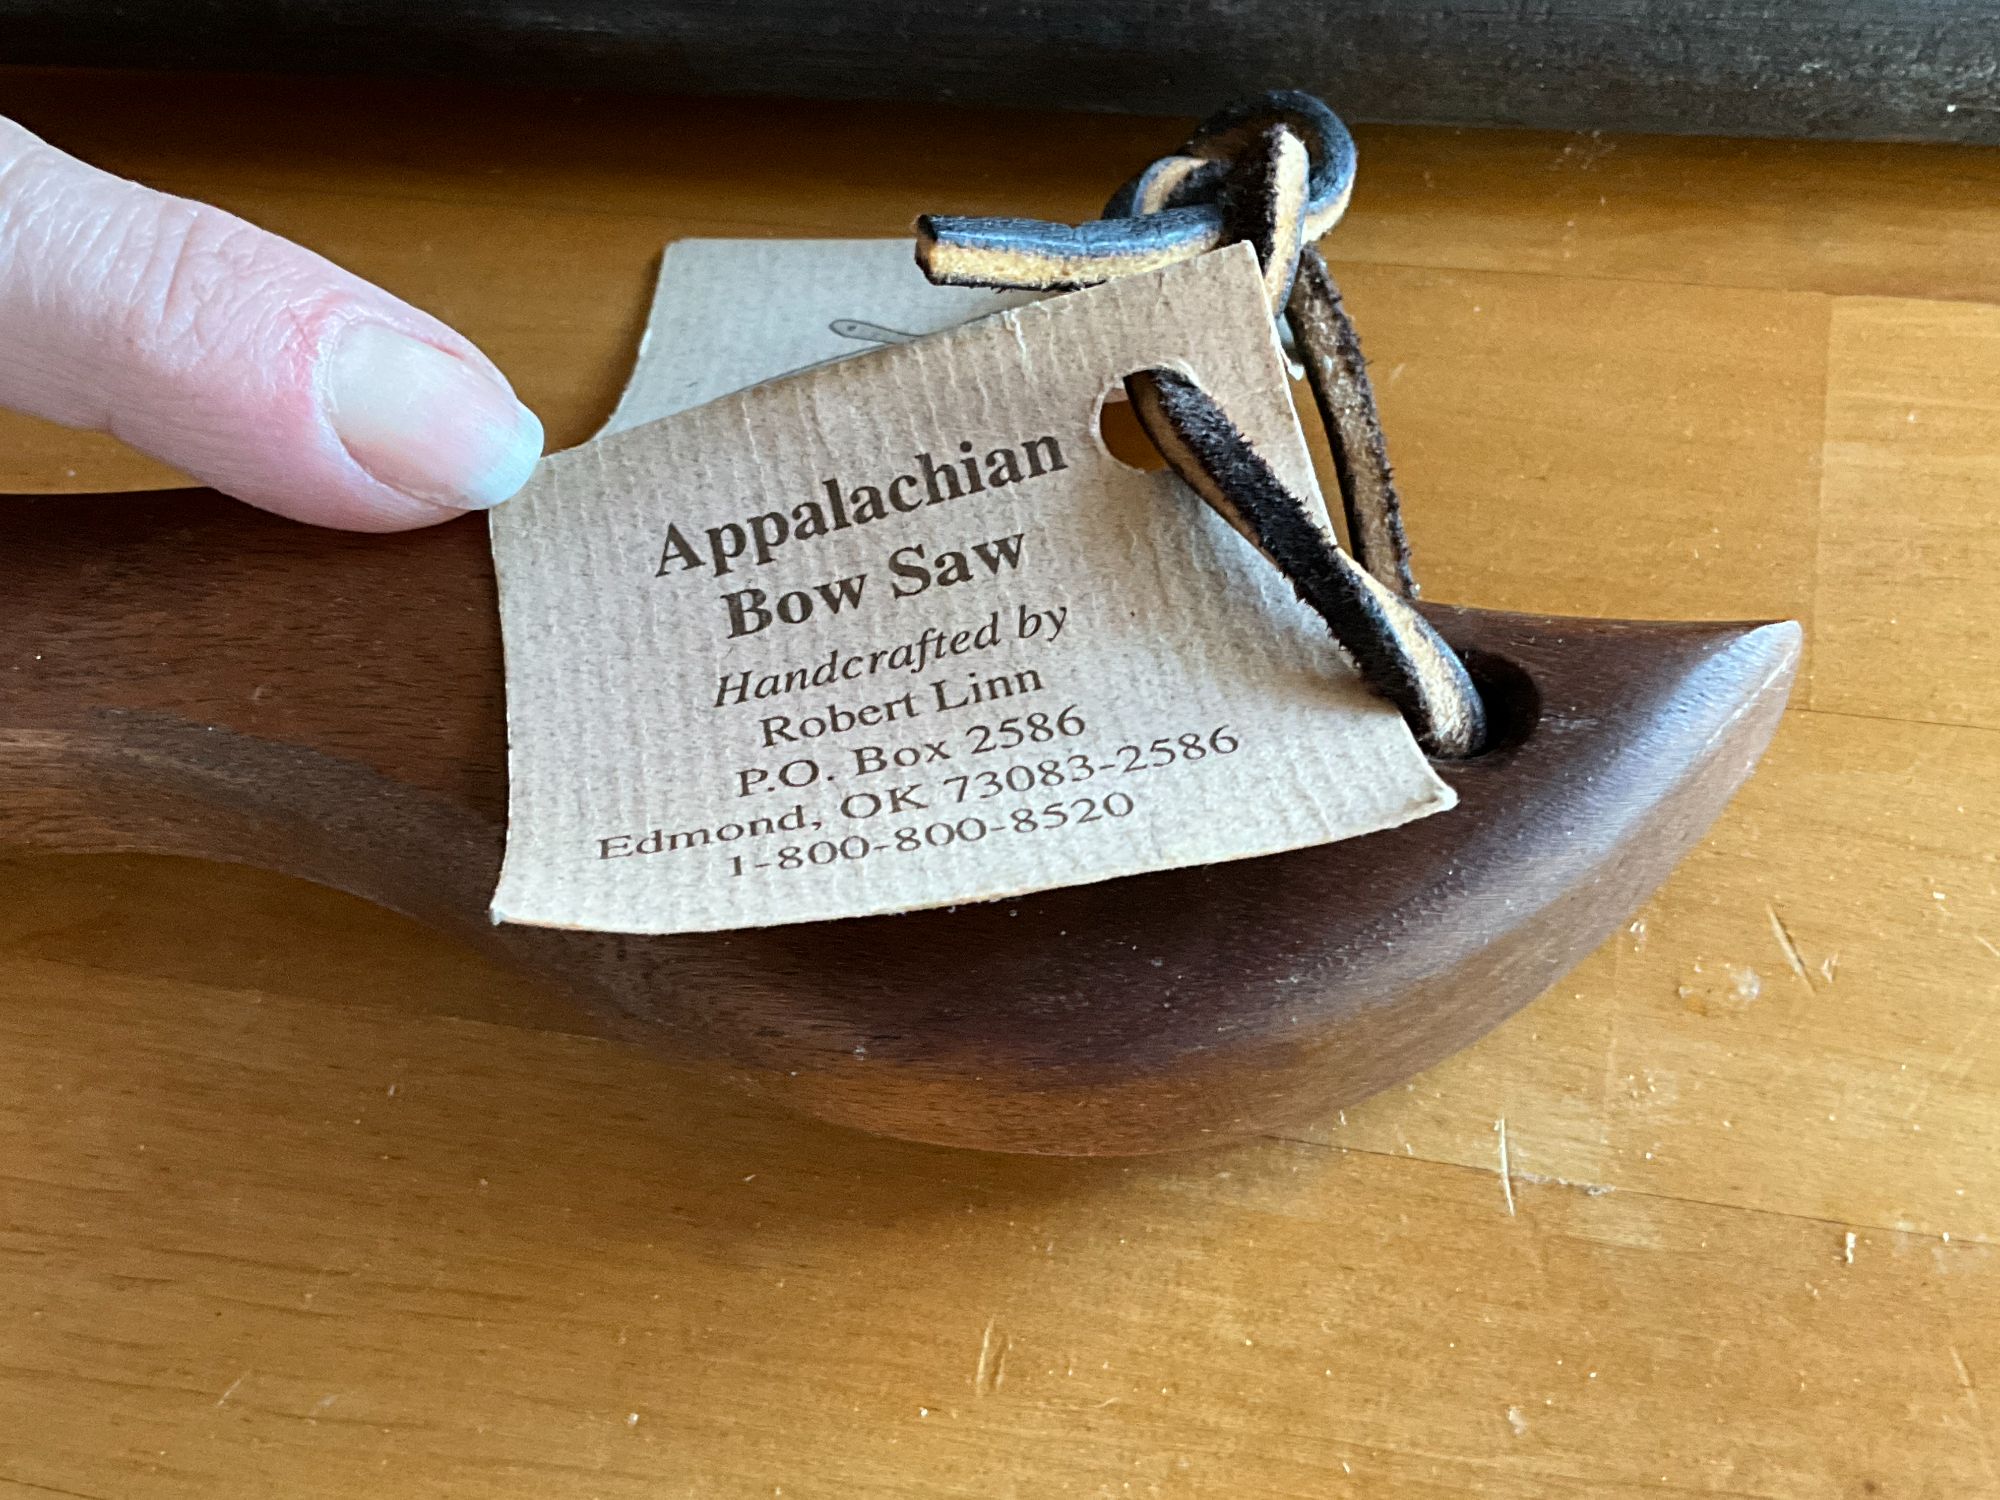 Appalachian
Bow Saw
Handcrafted by
Robert Linn
P.O. Box 2586
Edmond, OK 73083-2586
1-800-800-8520